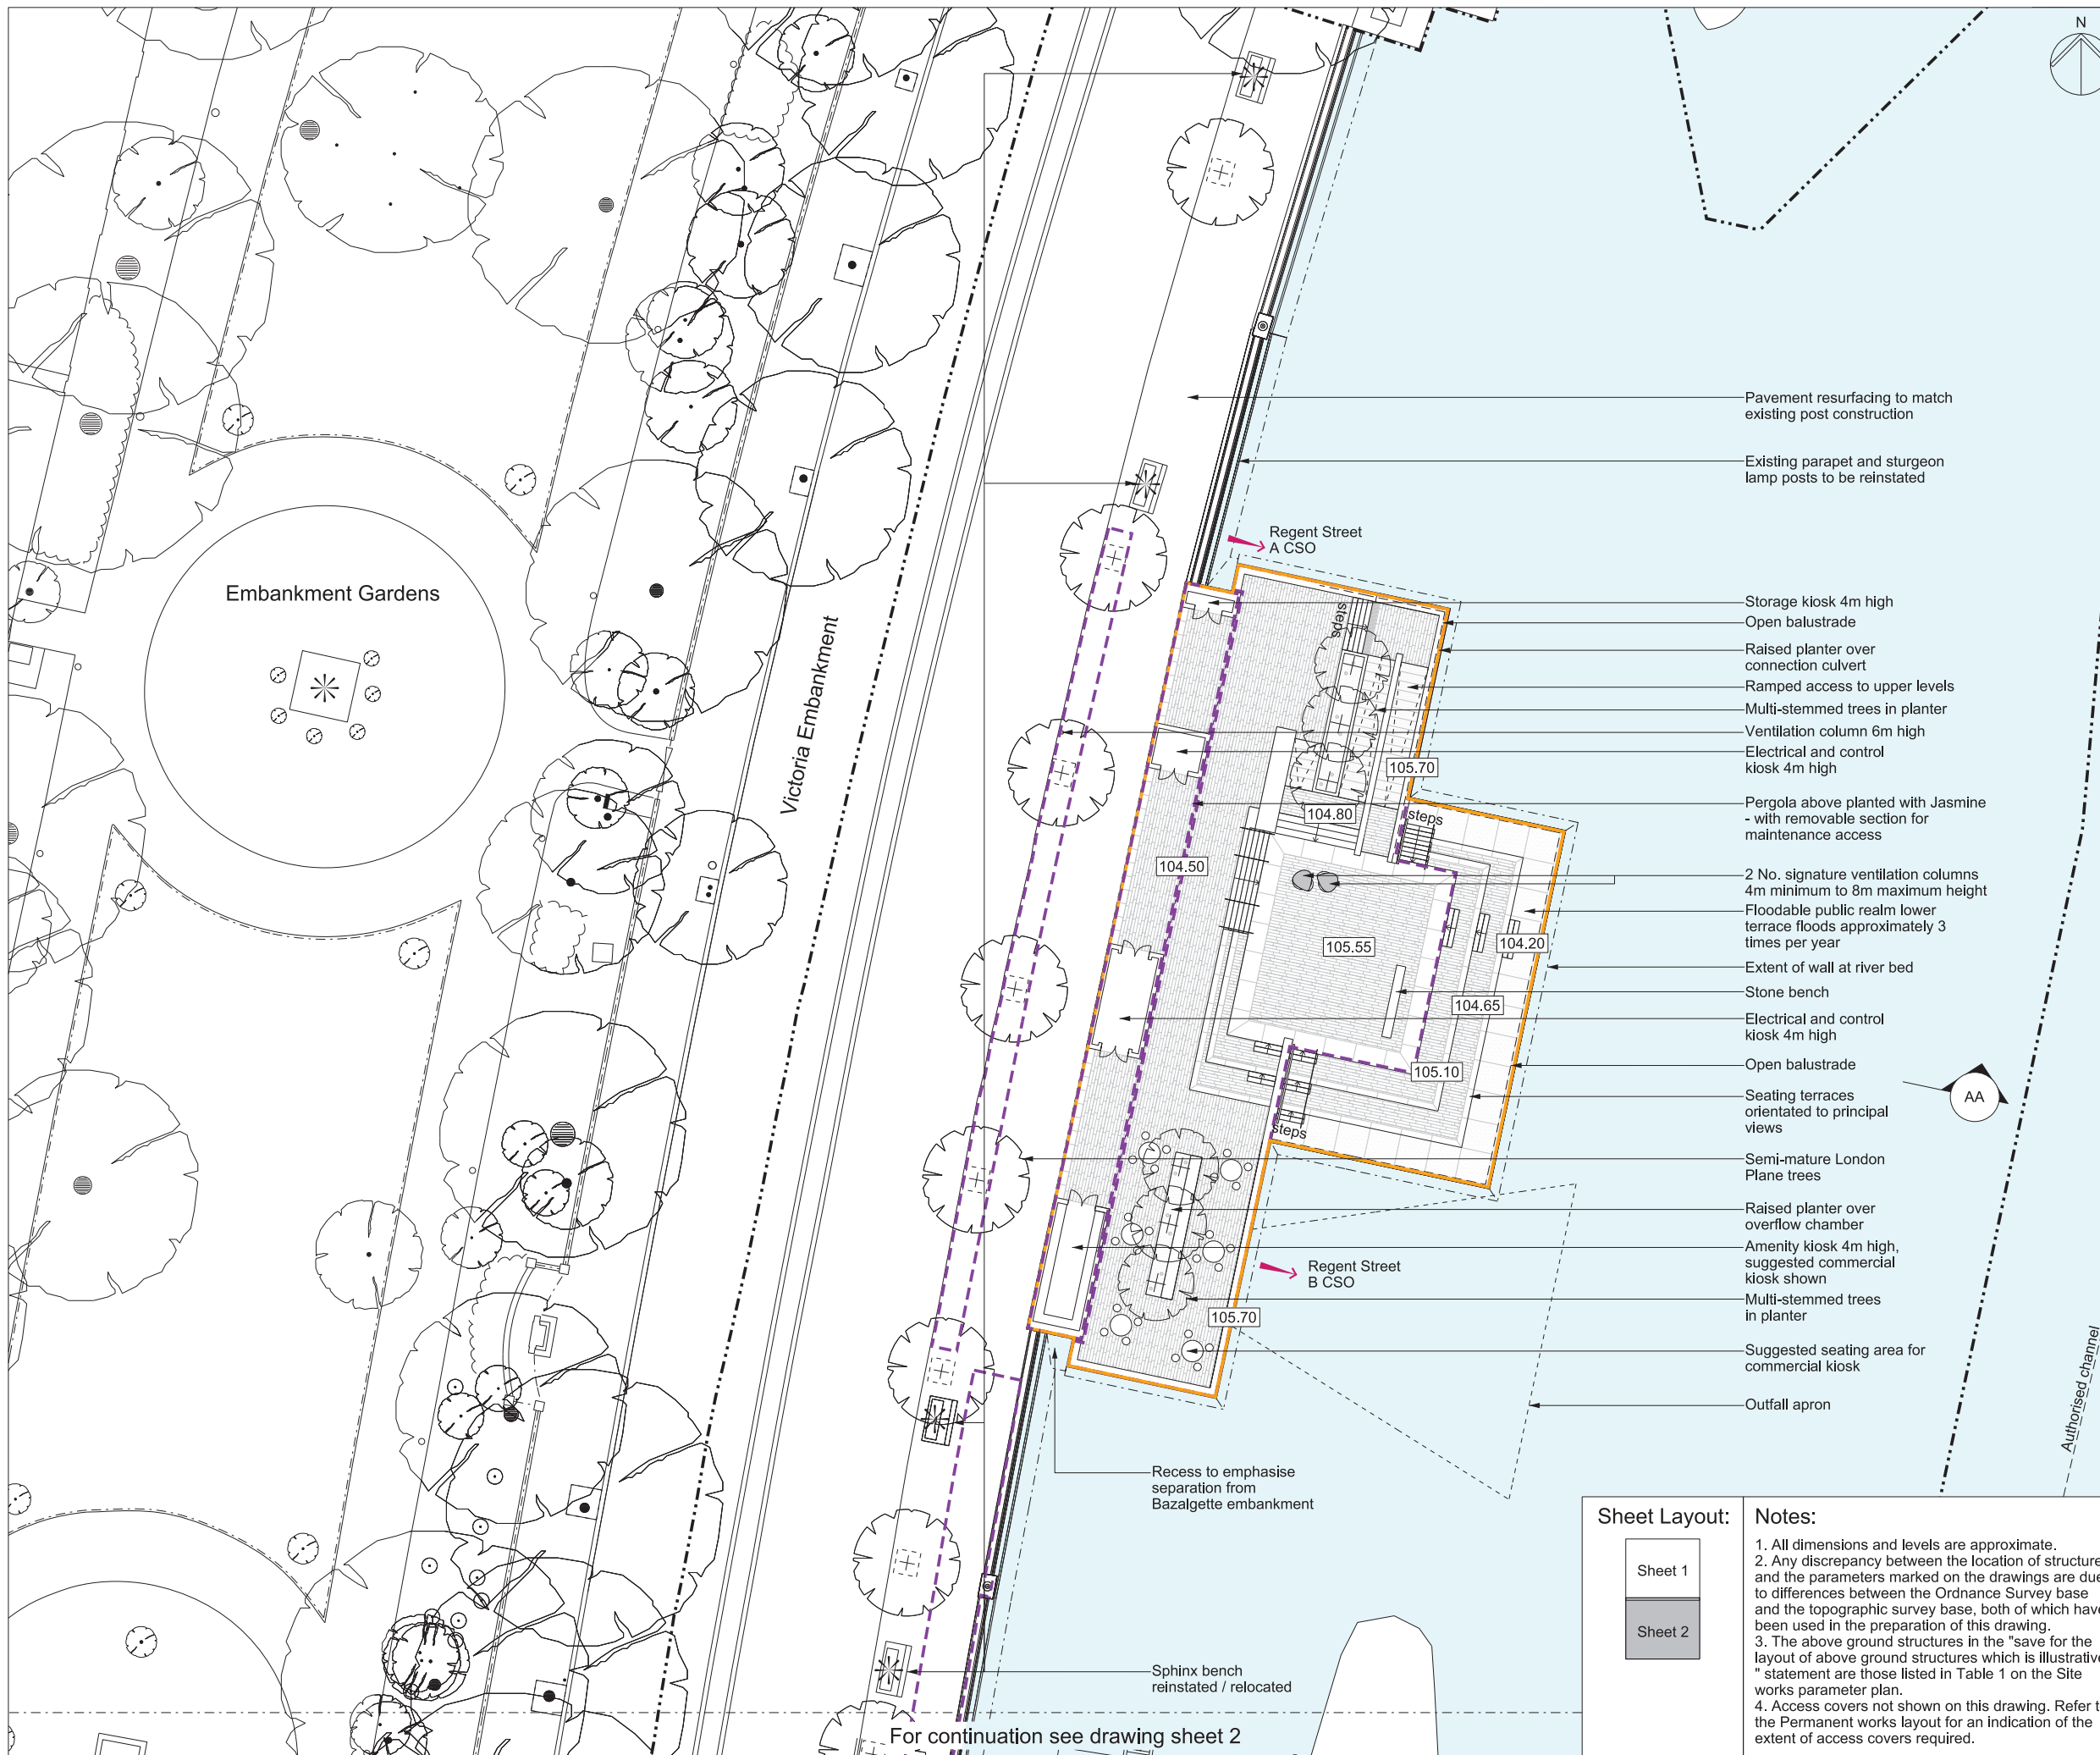 N
Pavement resurfacing to match
existing post construction
Existing parapet and sturgeon
lamp posts to be reinstated
Regent Street
A CSO
Embankment Gardens
Victoria Embankment
steps
Storage kiosk 4m high
Open balustrade
Raised planter over
connection culvert
Ramped access to upper levels
Multi-stemmed trees in planter
Ventilation column 6m high
Electrical and control
kiosk 4m high
105.70
Pergola above planted with Jasmine
- with removable section for
maintenance access
104.80
steps
104.50
2 No. signature ventilation columns
4m minimum to 8m maximum height
Floodable public realm lower
terrace floods approximately 3
times per year
105.55
104.20
Extent of wall at river bed
Stone bench
104.65
Electrical and control
kiosk 4m high
Open balustrade
105.10
Seating terraces
orientated to principal
views
AA
steps
Semi-mature London
Plane trees
Raised planter over
overflow chamber
Amenity kiosk 4m high,
suggested commercial
kiosk shown
Regent Street
B CSO
Multi-stemmed trees
in planter
105.70
Suggested seating area for
commercial kiosk
Outfall apron
Authorised channel
Recess to emphasise
separation from
Bazalgette embankment
Sphinx bench
reinstated / relocated
For continuation see drawing sheet 2
Sheet Layout:
Sheet 1
Sheet 2
Notes:
1. All dimensions and levels are approximate.
2. Any discrepancy between the location of structure
and the parameters marked on the drawings are due
to differences between the Ordnance Survey base
and the topographic survey base, both of which have
been used in the preparation of this drawing.
3. The above ground structures in the "save for the
layout of above ground structures which is illustrative
" statement are those listed in Table 1 on the Site
works parameter plan.
4. Access covers not shown on this drawing. Refer t
the Permanent works layout for an indication of the
extent of access covers required.